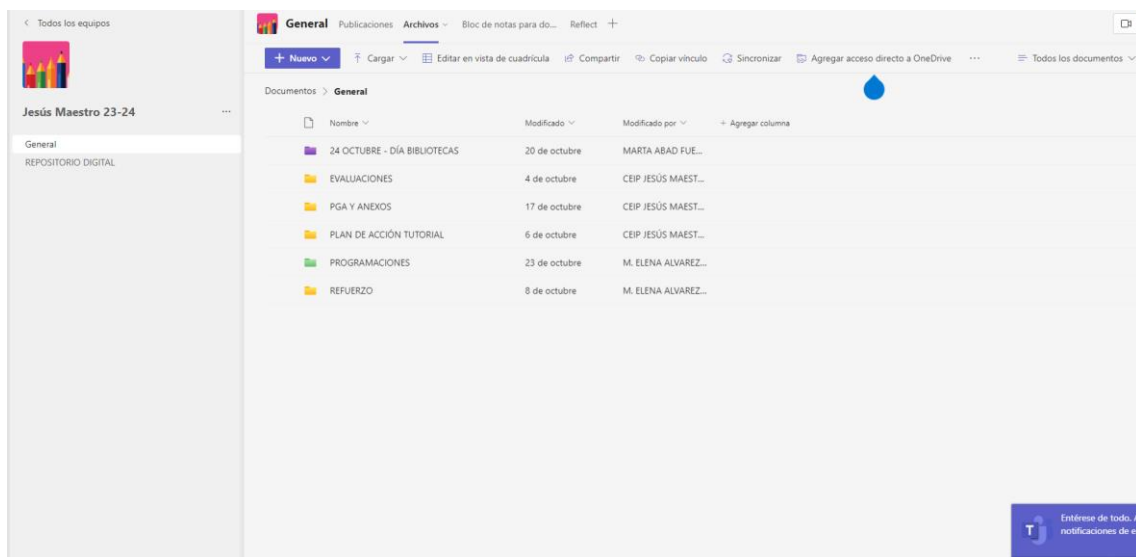 Todos los equipos
Jesús Maestro 23-24
General
REPOSITORIO DIGITAL
General Publicaciones Archivos Bloc de notas para do... Reflect
Nuevo Cargar Editar en vista de cuadrícula Compartir Copiar vínculo Sincronizar Agregar acceso directo a OneDrive ... Todos los documentos
Documentos > General
Nombre Modificado Modificado por + Agregar columna
24 OCTUBRE - DÍA BIBLIOTECAS 20 de octubre MARTA ABAD FUE...
EVALUACIONES 4 de octubre CEIP JESÚS MAEST...
PGA Y ANEXOS 17 de octubre CEIP JESÚS MAEST...
PLAN DE ACCIÓN TUTORIAL 6 de octubre CEIP JESÚS MAEST...
PROGRAMACIONES 23 de octubre M. ELENA ALVAREZ...
REFUERZO 8 de octubre M. ELENA ALVAREZ...
Entérese de todo.
notificaciones de